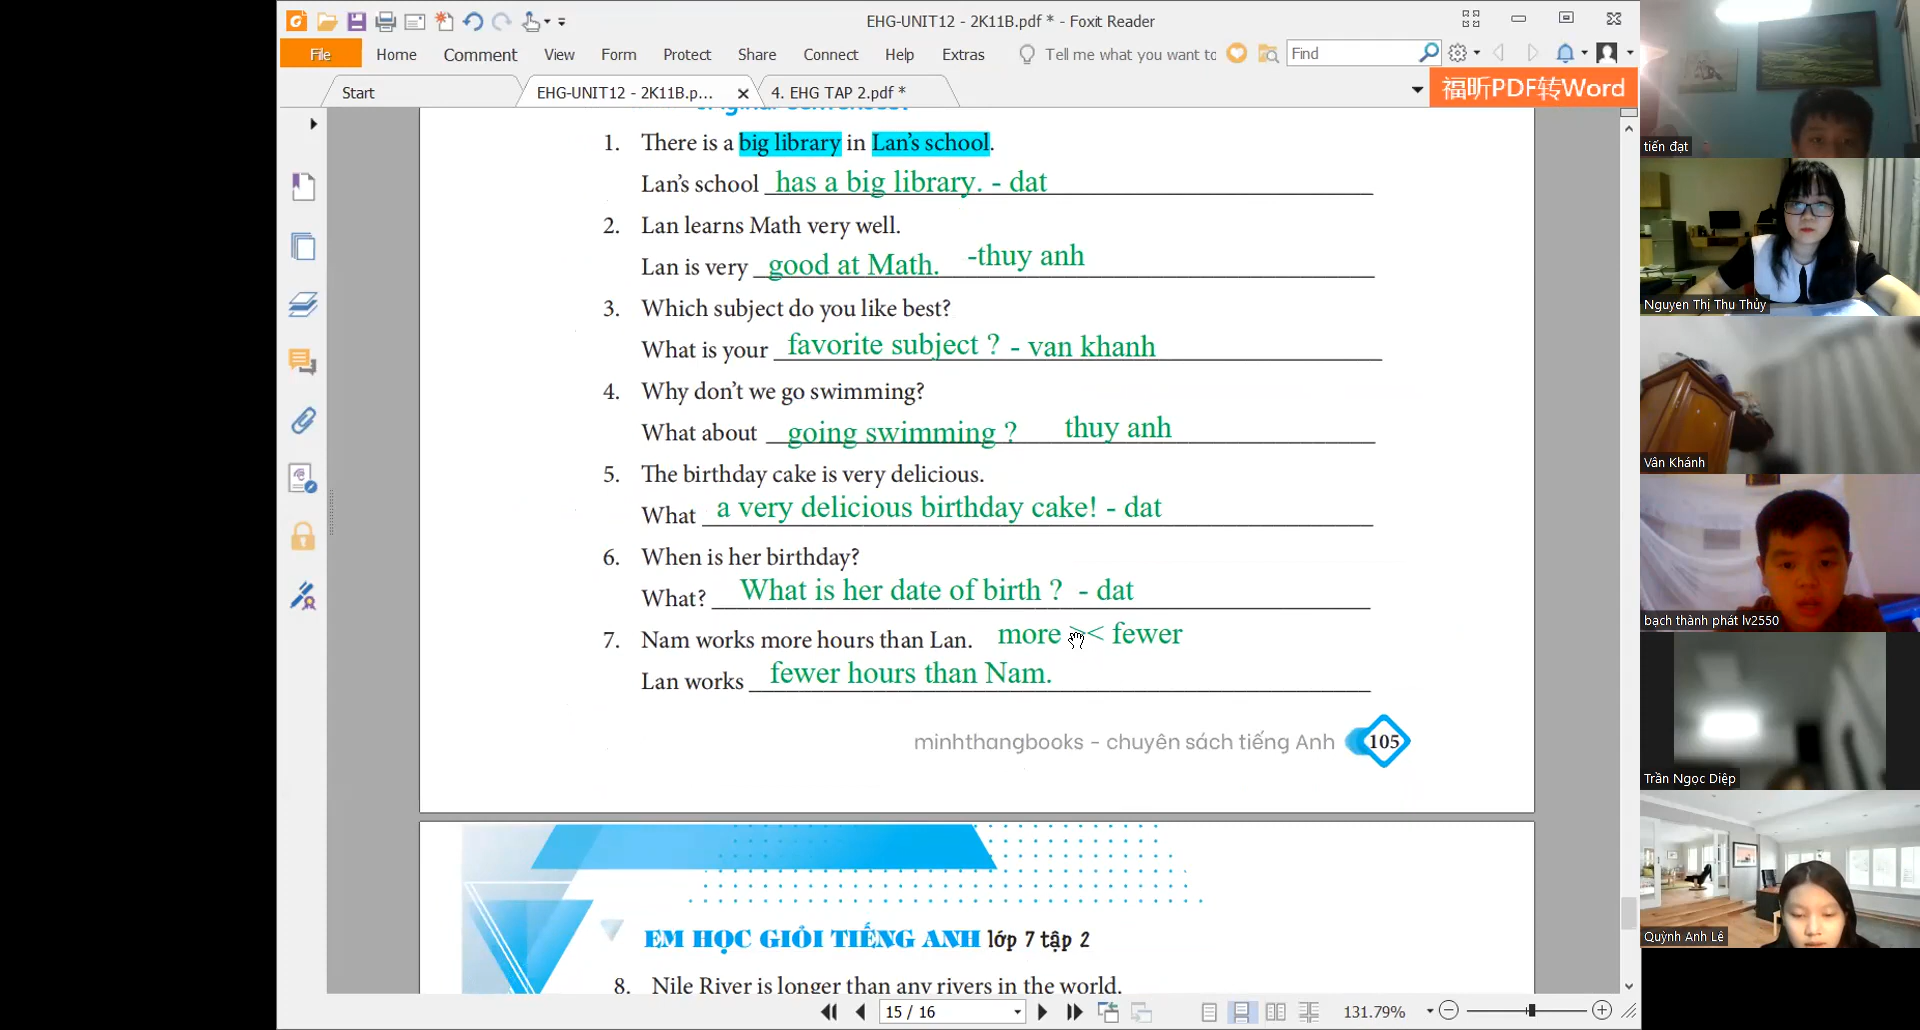 EHG-UNIT12 - 2K11B.pdf * - Foxit Reader
File Home Comment View Form Protect Share Connect Help Extras Tell me what you want to Find
Start EHG-UNIT12 - 2K11B.p... 4. EHG TAP 2.pdf *
福昕PDF转Word
1. There is a big library in Lan's school.
Lan's school has a big library. - dat
2. Lan learns Math very well.
Lan is very good at Math. -thuy anh
3. Which subject do you like best?
What is your favorite subject ? - van khanh
4. Why don't we go swimming?
What about going swimming ? thuy anh
5. The birthday cake is very delicious.
What a very delicious birthday cake! - dat
6. When is her birthday?
What? What is her date of birth ? - dat
7. Nam works more hours than Lan. more >< fewer
Lan works fewer hours than Nam.
minhthangbooks - chuyên sách tiếng Anh 105
EM HỌC GIỎI TIẾNG ANH lớp 7 tập 2
8. Nile River is longer than any rivers in the world.
15 / 16
131.79%
tiến đạt
Nguyen Thị Thu Thủy
Vân Khánh
bạch thành phát lv2550
Trần Ngọc Diệp
Quỳnh Anh Lê